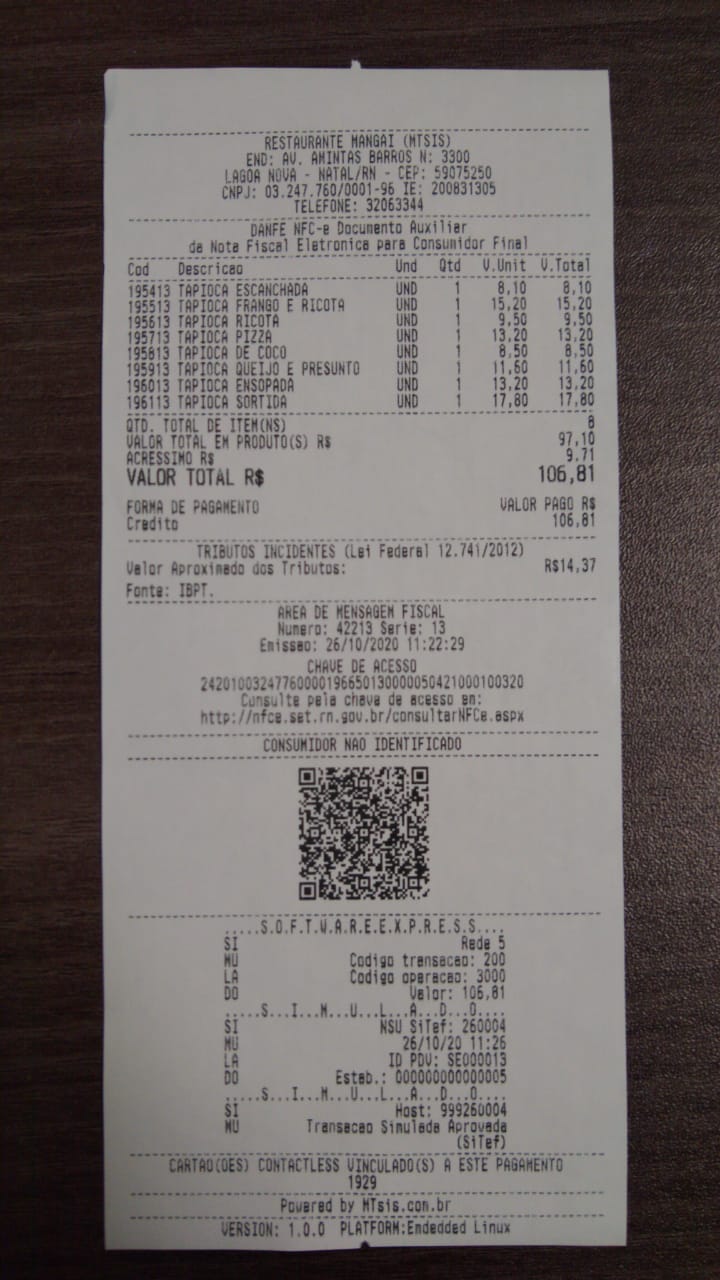 RESTAURANTE MANGAI (MTSIS)
END: AV. AMINTAS BARROS N: 3300
LAGOA NOVA - NATAL/RN - CEP: 59075250
CNPJ: 03.247.760/0001-96 IE: 200831305
TELEFONE: 32063344
DANFE NFC-e Documento Auxiliar
da Nota Fiscal Eletronica para Consumidor Final
Cod Descricao Und Qtd V.Unit V.Total
195413 TAPIOCA ESCANCHADA UND 1 8,10 8,10
195513 TAPIOCA FRANGO E RICOTA UND 1 15,20 15,20
195613 TAPIOCA RICOTA UND 1 9,50 9,50
195713 TAPIOCA PIZZA UND 1 13,20 13,20
195813 TAPIOCA DE COCO UND 1 8,50 8,50
195913 TAPIOCA QUEIJO E PRESUNTO UND 1 11,60 11,60
196013 TAPIOCA ENSOPADA UND 1 13,20 13,20
196113 TAPIOCA SORTIDA UND 1 17,80 17,80
QTD. TOTAL DE ITEM(NS) 8
VALOR TOTAL EM PRODUTO(S) R$ 97,10
ACRESSIMO R$ 9.71
VALOR TOTAL R$ 106,81
FORMA DE PAGAMENTO VALOR PAGO R$
Credito 106,81
TRIBUTOS INCIDENTES (Lei Federal 12.741/2012)
Valor Aproximado dos Tributos: R$14,37
Fonte: IBPT.
AREA DE MENSAGEM FISCAL
Numero: 42213 Serie: 13
Emissao: 26/10/2020 11:22:29
CHAVE DE ACESSO
24201003247760000196650130000050421000100320
Cunsulte pela chave de acesso em:
http://nfce.set.rn.gov.br/consultarNFCe.aspx
CONSUMIDOR NAO IDENTIFICADO
.....S.O.F.T.W.A.R.E.E.X.P.R.E.S.S....
SI Rede 5
MU Codigo transacao: 200
LA Codigo operacao: 3000
DO Valor: 106,81
.....S...I...M...U...L...A...D...O....
SI NSU SiTef: 260004
MU 26/10/20 11:26
LA ID PDV: SE000013
DO Estab.: 000000000000005
.....S...I...M...U...L...A...D...O....
SI Host: 999260004
MU Transacao Simulada Aprovada
(SiTef)
CARTAO(OES) CONTACTLESS VINCULADO(S) A ESTE PAGAMENTO
1929
Powered by MTsis.com.br
VERSION: 1.0.0 PLATFORM:Emdedded Linux